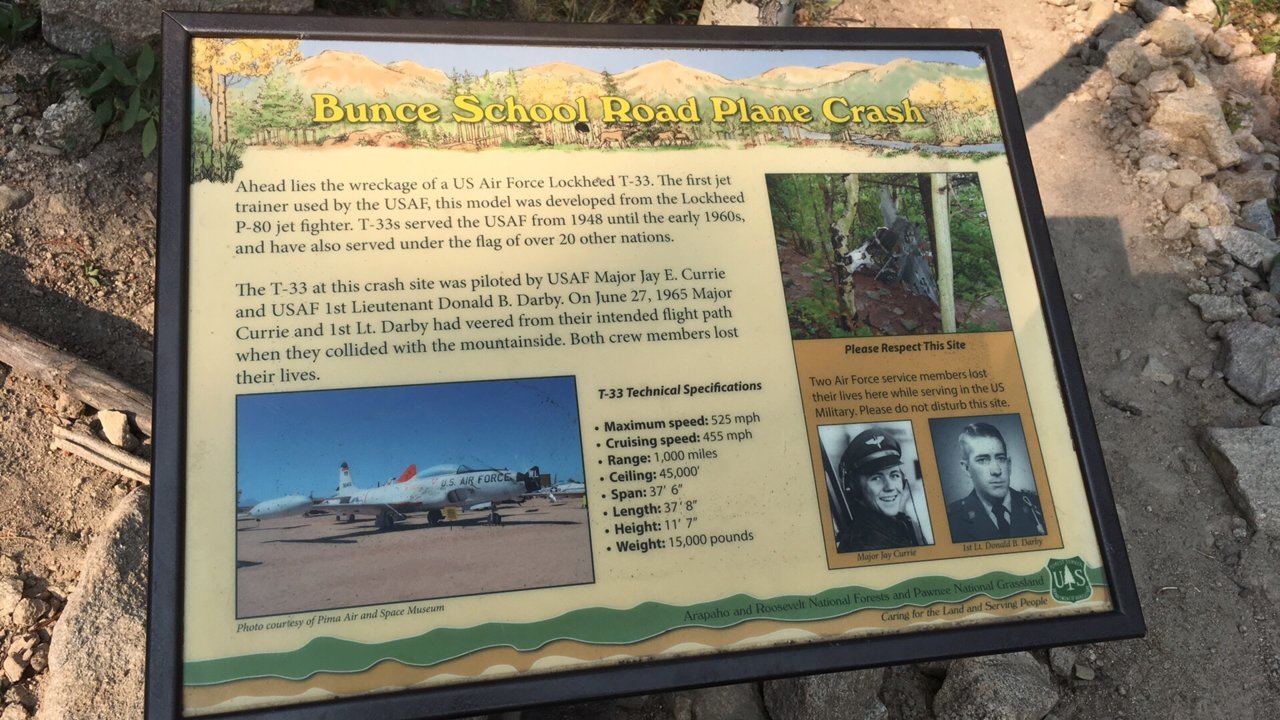 Bunce School Road Plane Crash
Ahead lies the wreckage of a US Air Force Lockheed T-33. The first jet
trainer used by the USAF, this model was developed from the Lockheed
P-80 jet fighter. T-33s served the USAF from 1948 until the early 1960s,
and have also served under the flag of over 20 other nations.
The T-33 at this crash site was piloted by USAF Major Jay E. Currie
and USAF 1st Lieutenant Donald B. Darby. On June 27, 1965 Major
Currie and 1st Lt. Darby had veered from their intended flight path
when they collided with the mountainside. Both crew members lost
their lives.
U.S. AIR FORCE
Photo courtesy of Pima Air and Space Museum
T-33 Technical Specifications
• Maximum speed: 525 mph
• Cruising speed: 455 mph
• Range: 1,000 miles
• Ceiling: 45,000'
• Span: 37' 6"
• Length: 37' 8"
• Height: 11' 7"
• Weight: 15,000 pounds
Please Respect This Site
Two Air Force service members lost
their lives here while serving in the US
Military. Please do not disturb this site.
Major Jay Currie
1st Lt. Donald B. Darby
Arapaho and Roosevelt National Forests and Pawnee National Grassland
Caring for the Land and Serving People
U S